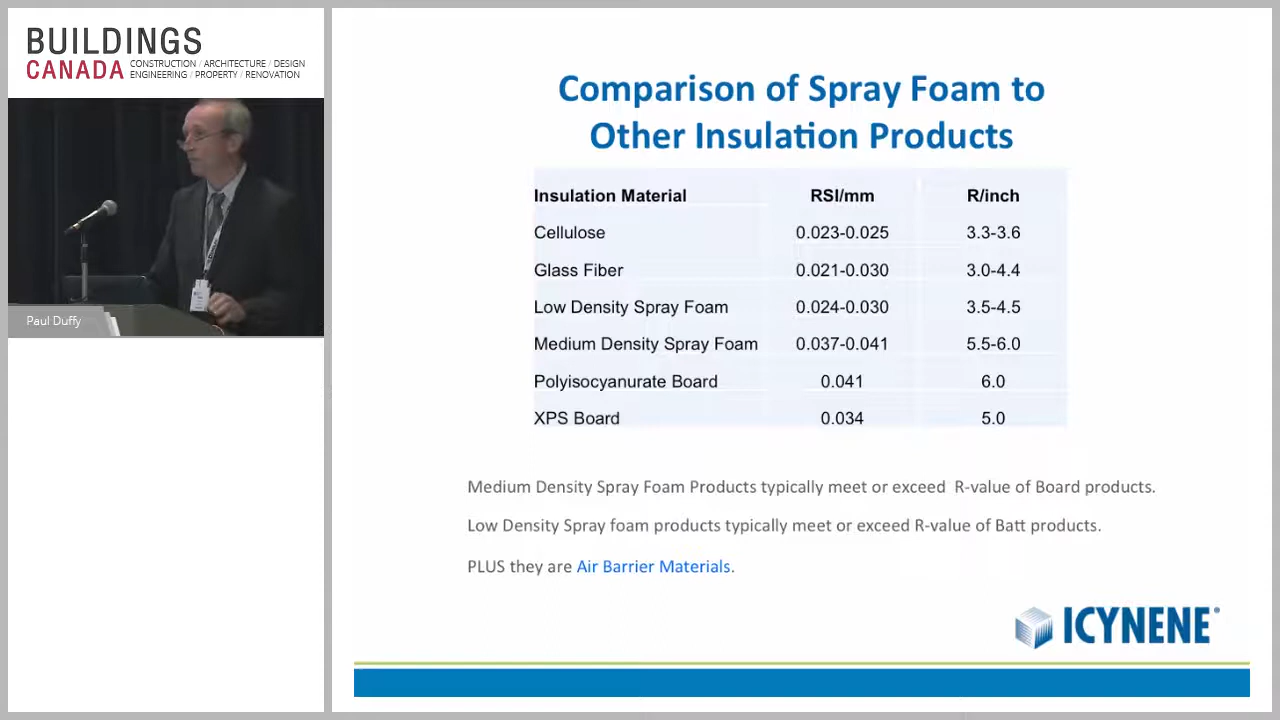 BUILDINGS
CANADA CONSTRUCTION / ARCHITECTURE / DESIGN
ENGINEERING / PROPERTY / RENOVATION
Paul Duffy
Comparison of Spray Foam to
Other Insulation Products
Insulation Material RSI/mm R/inch
Cellulose 0.023-0.025 3.3-3.6
Glass Fiber 0.021-0.030 3.0-4.4
Low Density Spray Foam 0.024-0.030 3.5-4.5
Medium Density Spray Foam 0.037-0.041 5.5-6.0
Polyisocyanurate Board 0.041 6.0
XPS Board 0.034 5.0
Medium Density Spray Foam Products typically meet or exceed R-value of Board products.
Low Density Spray foam products typically meet or exceed R-value of Batt products.
PLUS they are Air Barrier Materials.
ICYNENE®